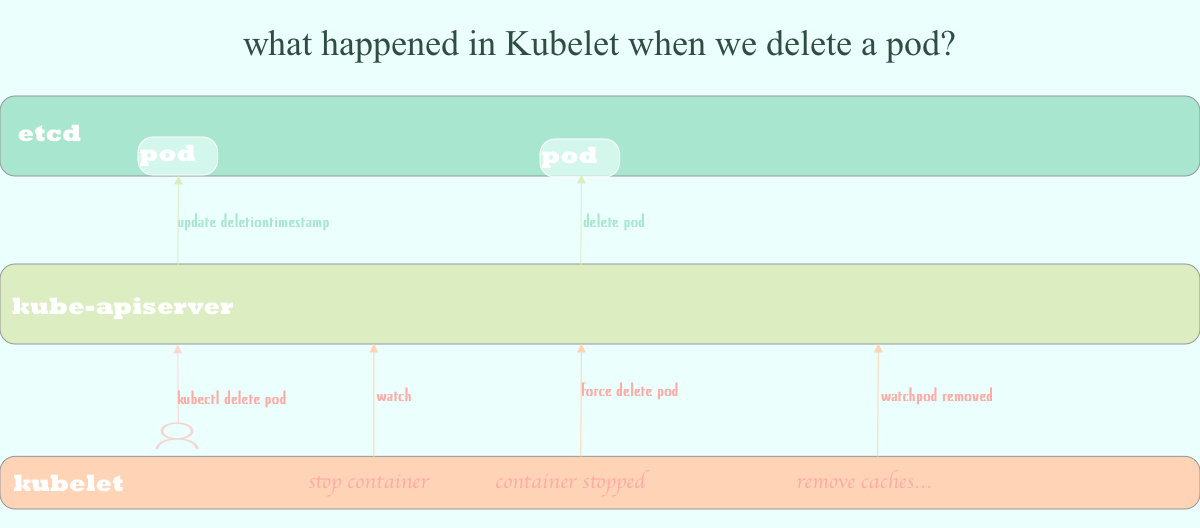 what happened in Kubelet when we delete a pod?
etcd
pod
pod
update deletiontimestamp
delete pod
kube-apiserver
kubectl delete pod
watch
force delete pod
watchpod removed
kubelet
stop container
container stopped
remove caches...